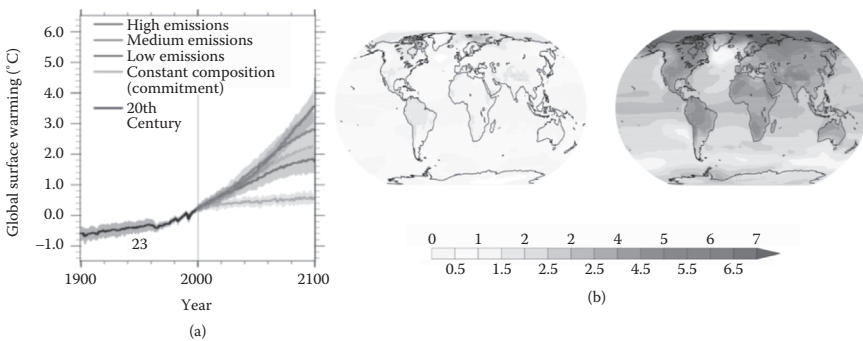 Global surface warming (˚C)
6.0
5.0
4.0
3.0
2.0
1.0
0.0
–1.0
High emissions
Medium emissions
Low emissions
Constant composition
(commitment)
20th
Century
23
1900
2000
2100
Year
(a)
0 1 2 2 4 5 6 7
0.5 1.5 2.5 3.5 4.5 5.5 6.5
(b)